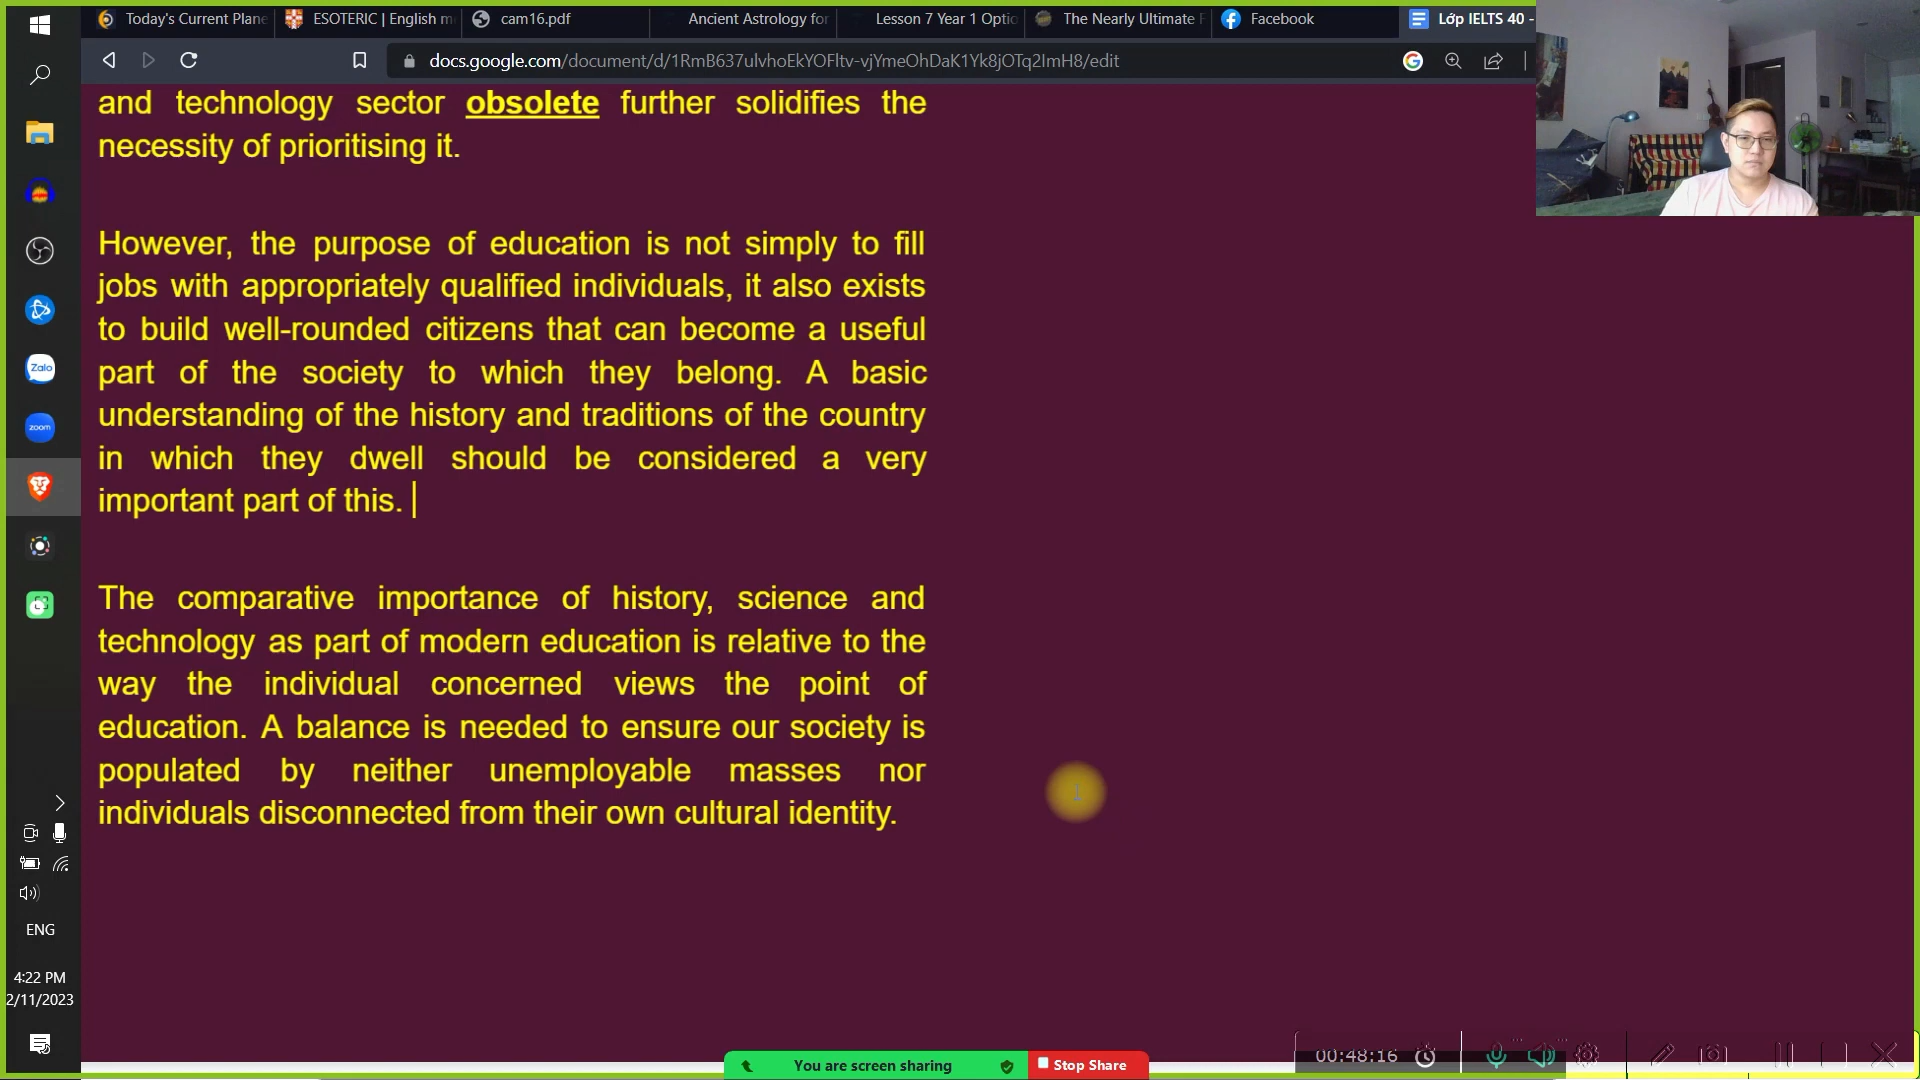 Today's Current Plane
ESOTERIC | English m
cam16.pdf
Ancient Astrology for
Lesson 7 Year 1 Optio
The Nearly Ultimate F
Facebook
Lớp IELTS 40 -
docs.google.com/document/d/1RmB637ulvhoEkYOFltv-vjYmeOhDaK1Yk8jOTq2ImH8/edit
and technology sector obsolete further solidifies the
necessity of prioritising it.
However, the purpose of education is not simply to fill
jobs with appropriately qualified individuals, it also exists
to build well-rounded citizens that can become a useful
part of the society to which they belong. A basic
understanding of the history and traditions of the country
in which they dwell should be considered a very
important part of this.
The comparative importance of history, science and
technology as part of modern education is relative to the
way the individual concerned views the point of
education. A balance is needed to ensure our society is
populated by neither unemployable masses nor
individuals disconnected from their own cultural identity.
Zalo
zoom
ENG
4:22 PM
2/11/2023
You are screen sharing
Stop Share
00:48:16